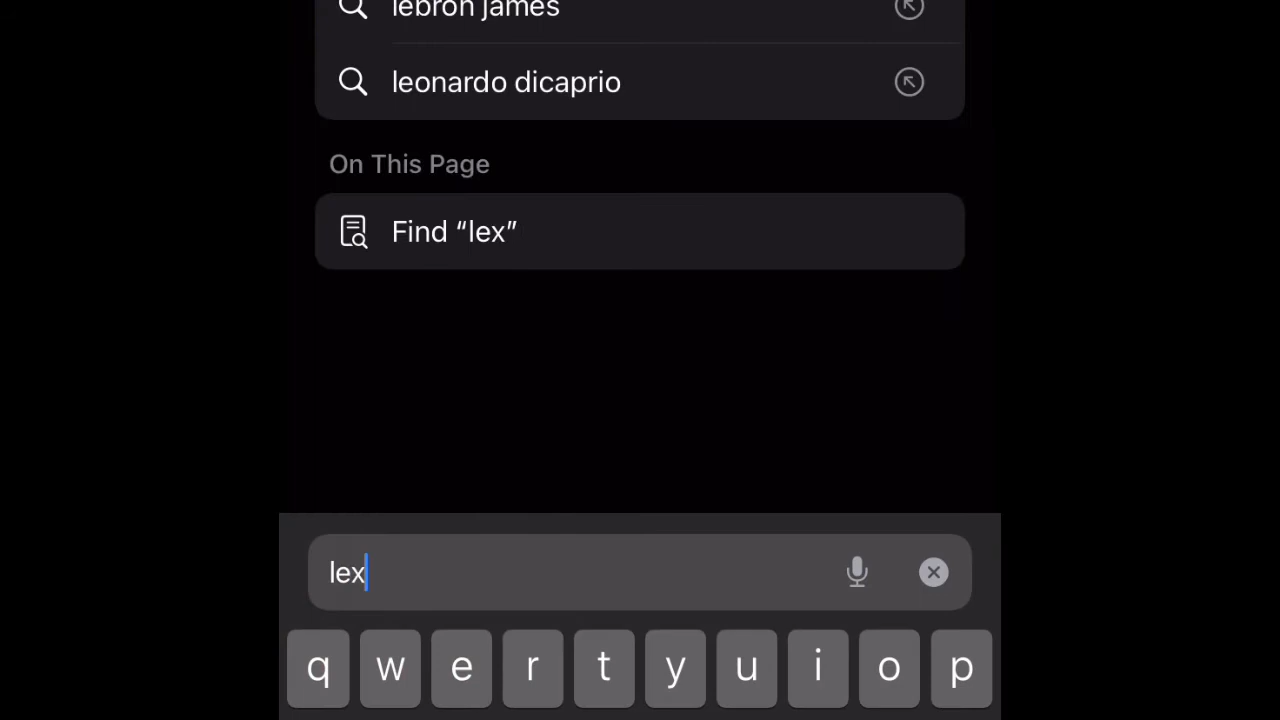 lebron james
leonardo dicaprio
On This Page
Find “lex”
lex
q w e r t y u i o p